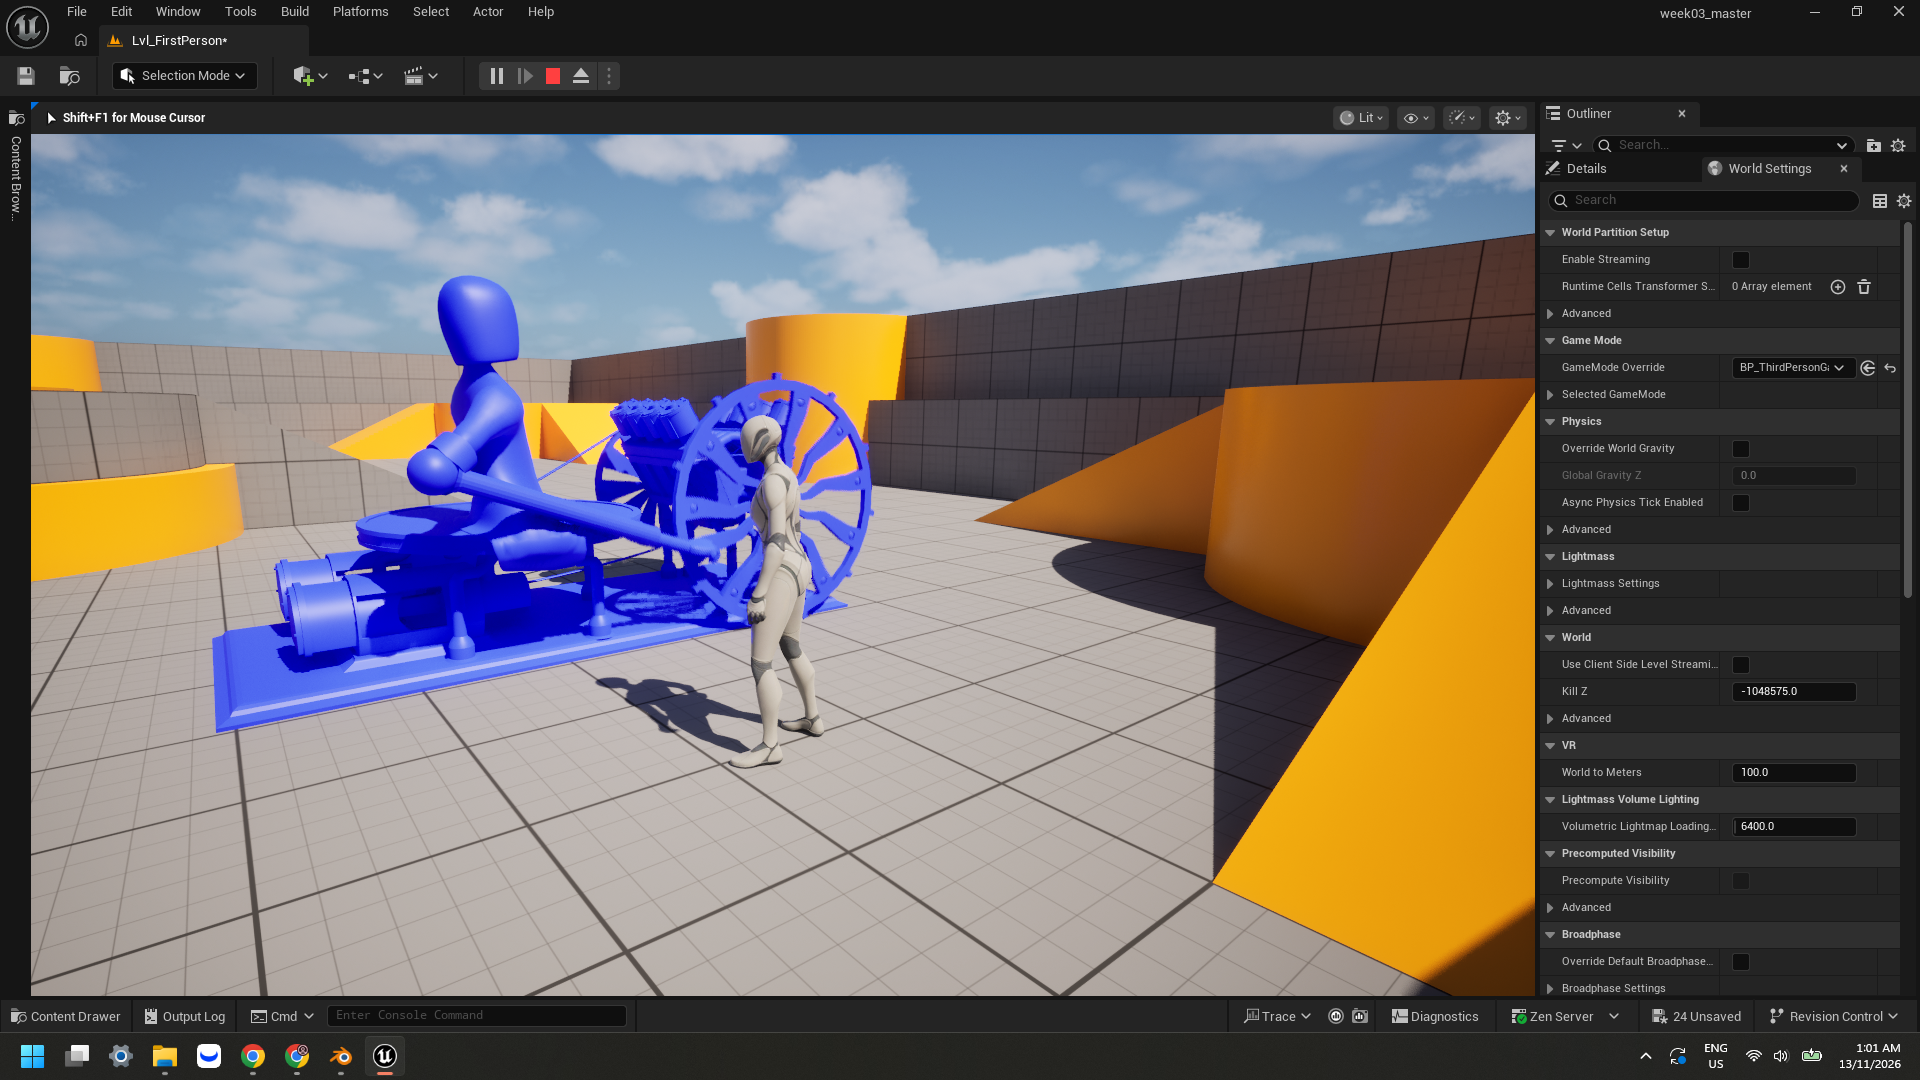 File Edit Window Tools Build Platforms Select Actor Help
week03_master
Lvl_FirstPerson*
Selection Mode
Shift+F1 for Mouse Cursor
Lit
Content Brow...
Outliner
Search...
Details
World Settings
Search
World Partition Setup
Enable Streaming
Runtime Cells Transformer S... 0 Array element
Advanced
Game Mode
GameMode Override BP_ThirdPersonGa
Selected GameMode
Physics
Override World Gravity
Global Gravity Z 0.0
Async Physics Tick Enabled
Advanced
Lightmass
Lightmass Settings
Advanced
World
Use Client Side Level Streami...
Kill Z -1048575.0
Advanced
VR
World to Meters 100.0
Lightmass Volume Lighting
Volumetric Lightmap Loading... 6400.0
Precomputed Visibility
Precompute Visibility
Advanced
Broadphase
Override Default Broadphase...
Broadphase Settings
Content Drawer Output Log Cmd Enter Console Command Trace Diagnostics Zen Server 24 Unsaved Revision Control
ENG
US
1:01 AM
13/11/2026